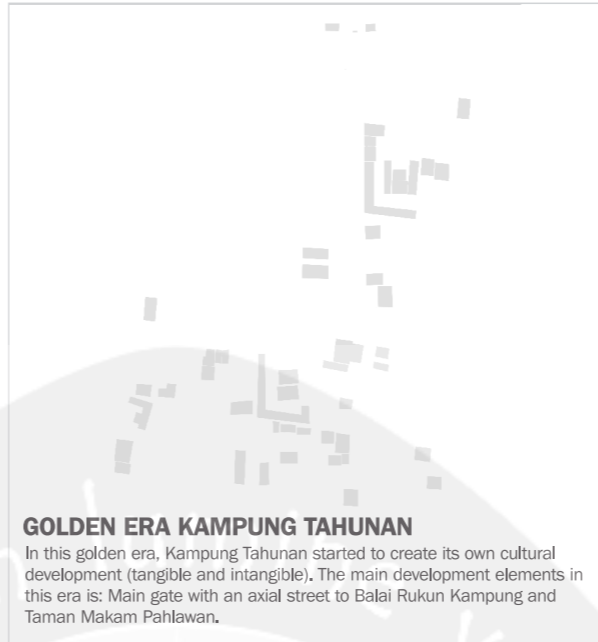 GOLDEN ERA KAMPUNG TAHUNAN
In this golden era, Kampung Tahunan started to create its own cultural
development (tangible and intangible). The main development elements in
this era is: Main gate with an axial street to Balai Rukun Kampung and
Taman Makam Pahlawan.